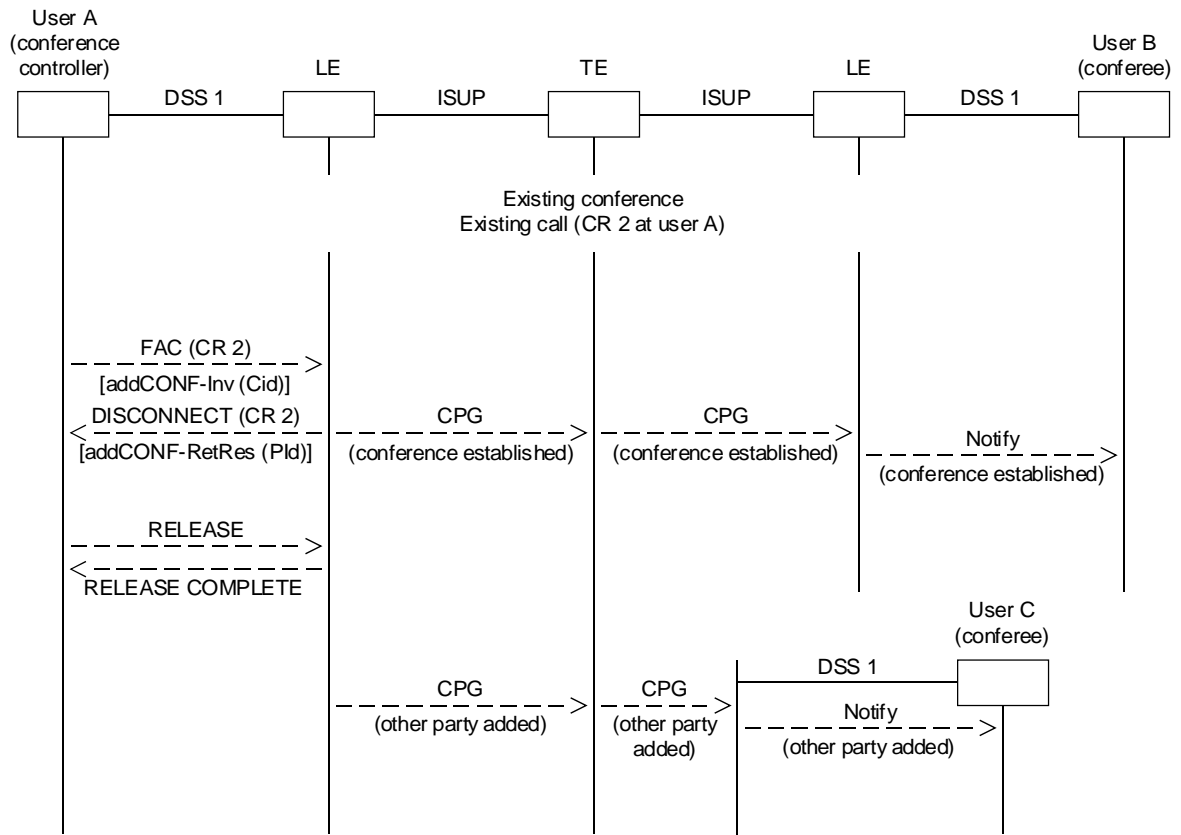 User A
(conference
controller)
LE
TE
LE
User B
(conferee)
DSS 1
ISUP
ISUP
DSS 1
Existing conference
Existing call (CR 2 at user A)
FAC (CR 2)
[addCONF-Inv (Cid)]
DISCONNECT (CR 2)
[addCONF-RetRes (PId)]
CPG
(conference established)
CPG
(conference established)
Notify
(conference established)
RELEASE
RELEASE COMPLETE
User C
(conferee)
DSS 1
CPG
(other party added)
CPG
(other party
added)
Notify
(other party added)